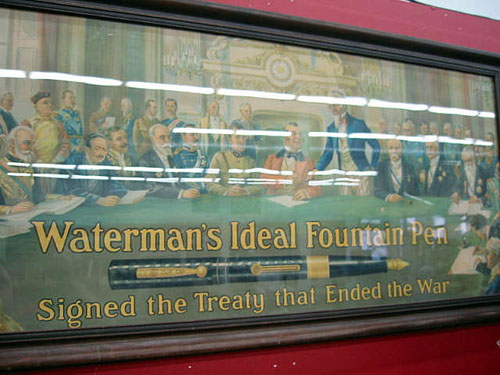 Waterman's Ideal Fountain Pen
Signed the Treaty that Ended the War